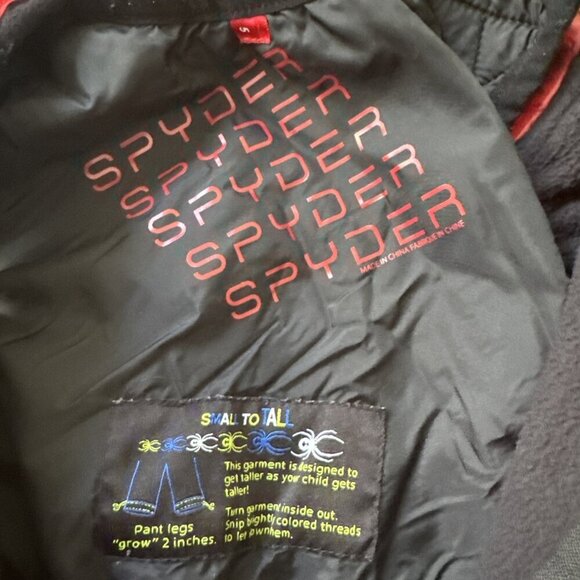 5
SPYDER
SPYDER
SPYDER
SPYDER
SPYDER
MADE IN CHINA FABRIQUE IN CHINE
SMALL TO TALL
This garment is designed to
get taller as your child gets
taller!
Turn garment inside out.
Snip brightly colored threads
to let down hem.
Pant legs
"grow" 2 inches.